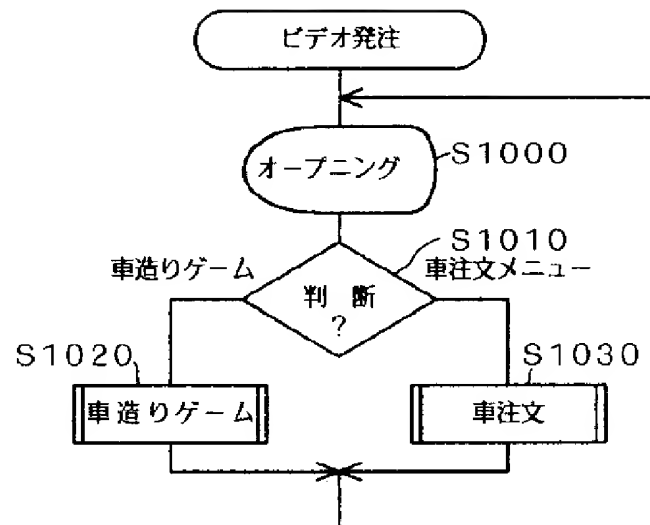 ビデオ発注
オープニング
S1000
S1010
車造りゲーム
車注文メニュー
判断
?
S1020
S1030
車造りゲーム
車注文